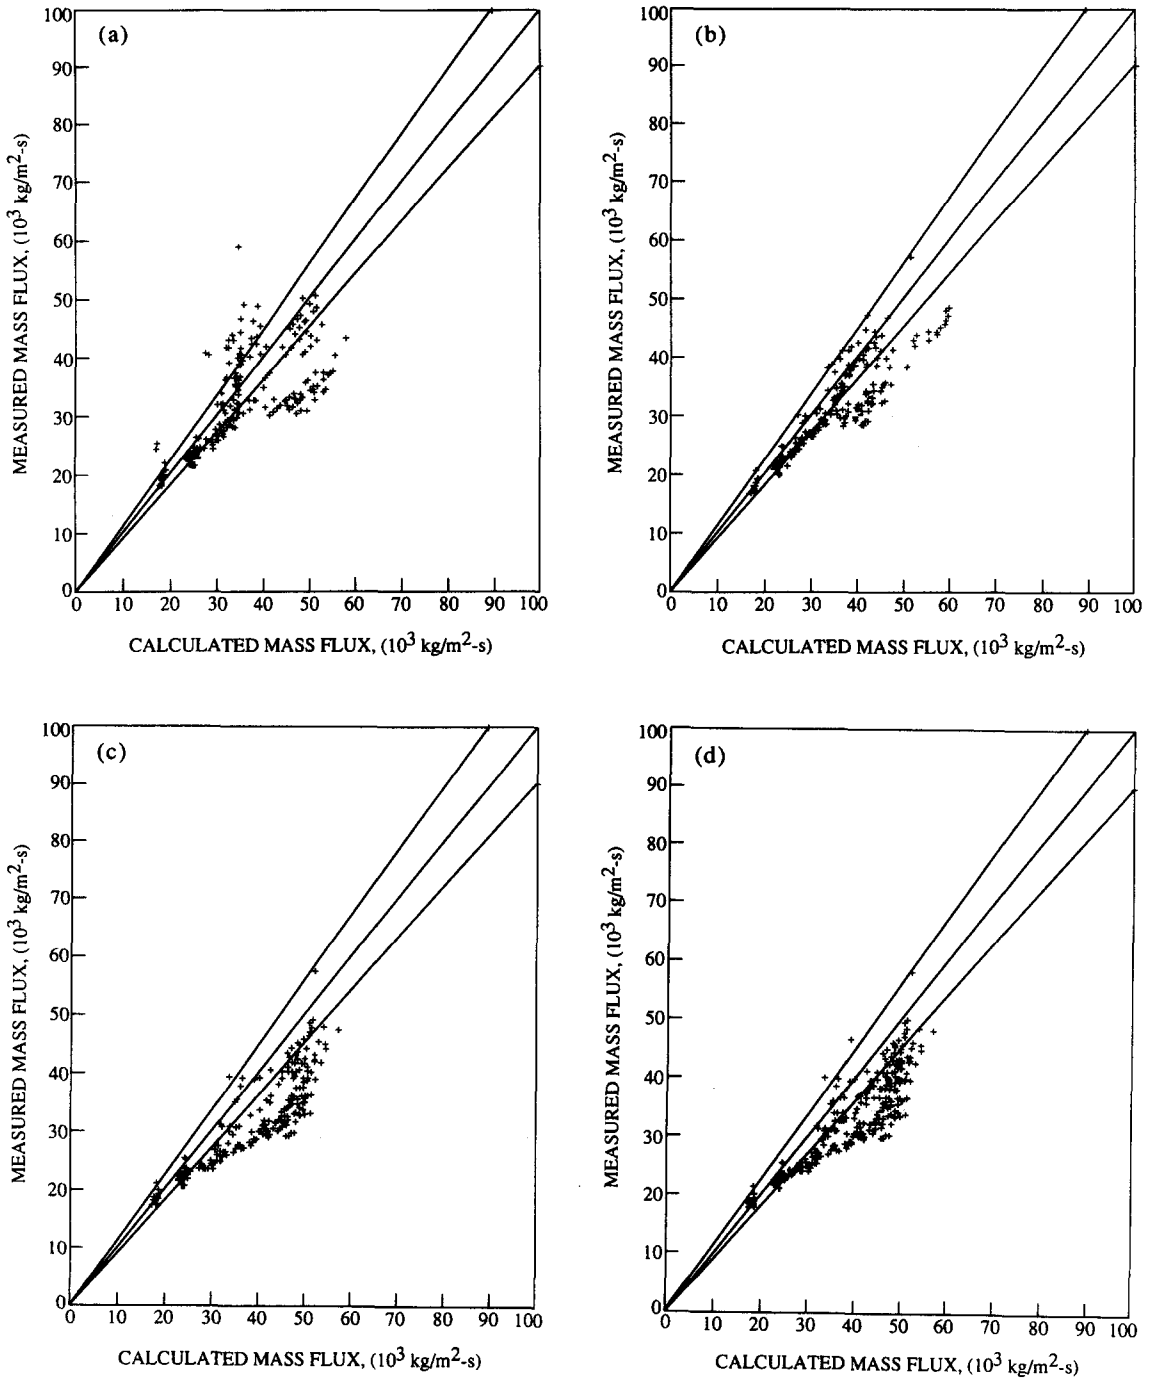 (a)
MEASURED MASS FLUX, (10³ kg/m²-s)
100
90
80
70
60
50
40
30
20
10
0
0 10 20 30 40 50 60 70 80 90 100
CALCULATED MASS FLUX, (10³ kg/m²-s)
(b)
MEASURED MASS FLUX, (10³ kg/m²-s)
100
90
80
70
60
50
40
30
20
10
0
0 10 20 30 40 50 60 70 80 90 100
CALCULATED MASS FLUX, (10³ kg/m²-s)
(c)
MEASURED MASS FLUX, (10³ kg/m²-s)
100
90
80
70
60
50
40
30
20
10
0
0 10 20 30 40 50 60 70 80 90 100
CALCULATED MASS FLUX, (10³ kg/m²-s)
(d)
MEASURED MASS FLUX, (10³ kg/m²-s)
100
90
80
70
60
50
40
30
20
10
0
10 20 30 40 50 60 70 80 90 100
CALCULATED MASS FLUX, (10³ kg/m²-s)